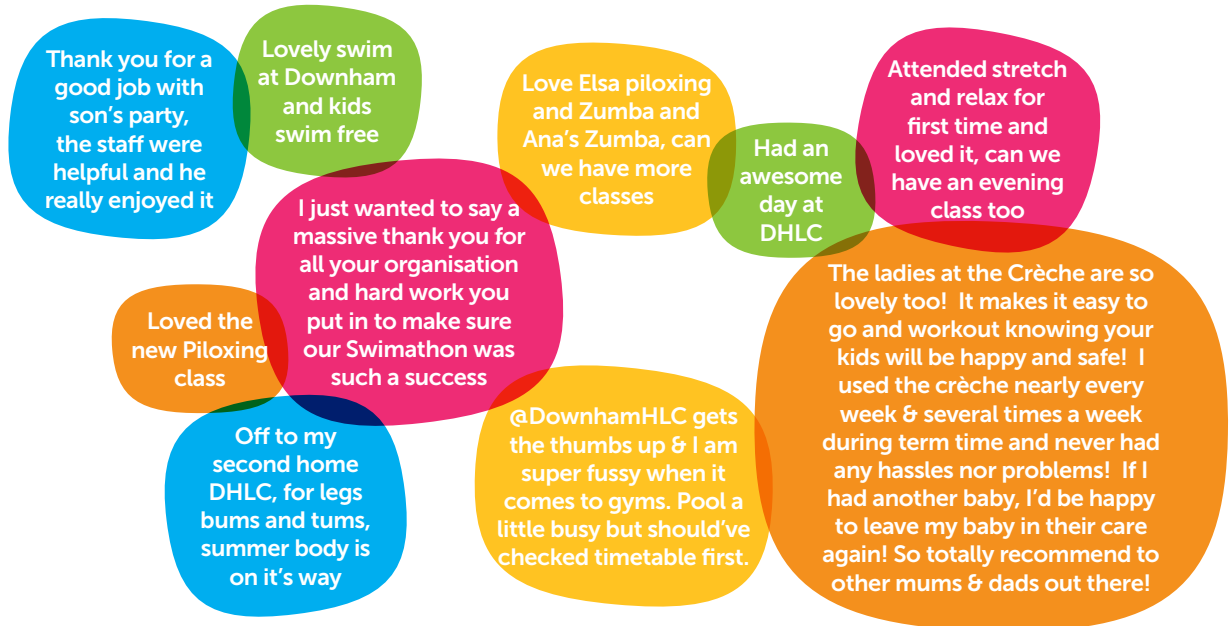 Thank you for a
good job with
son's party,
the staff were
helpful and he
really enjoyed it
Lovely swim
at Downham
and kids
swim free
Love Elsa piloxing
and Zumba and
Ana's Zumba, can
we have more
classes
Had an
awesome
day at
DHLC
Attended stretch
and relax for
first time and
loved it, can we
have an evening
class too
I just wanted to say a
massive thank you for
all your organisation
and hard work you
put in to make sure
our Swimathon was
such a success
Loved the
new Piloxing
class
Off to my
second home
DHLC, for legs
bums and tums,
summer body is
on it's way
@DownhamHLC gets
the thumbs up & I am
super fussy when it
comes to gyms. Pool a
little busy but should've
checked timetable first.
The ladies at the Crèche are so
lovely too!  It makes it easy to
go and workout knowing your
kids will be happy and safe!  I
used the crèche nearly every
week & several times a week
during term time and never had
any hassles nor problems!  If I
had another baby, I'd be happy
to leave my baby in their care
again! So totally recommend to
other mums & dads out there!